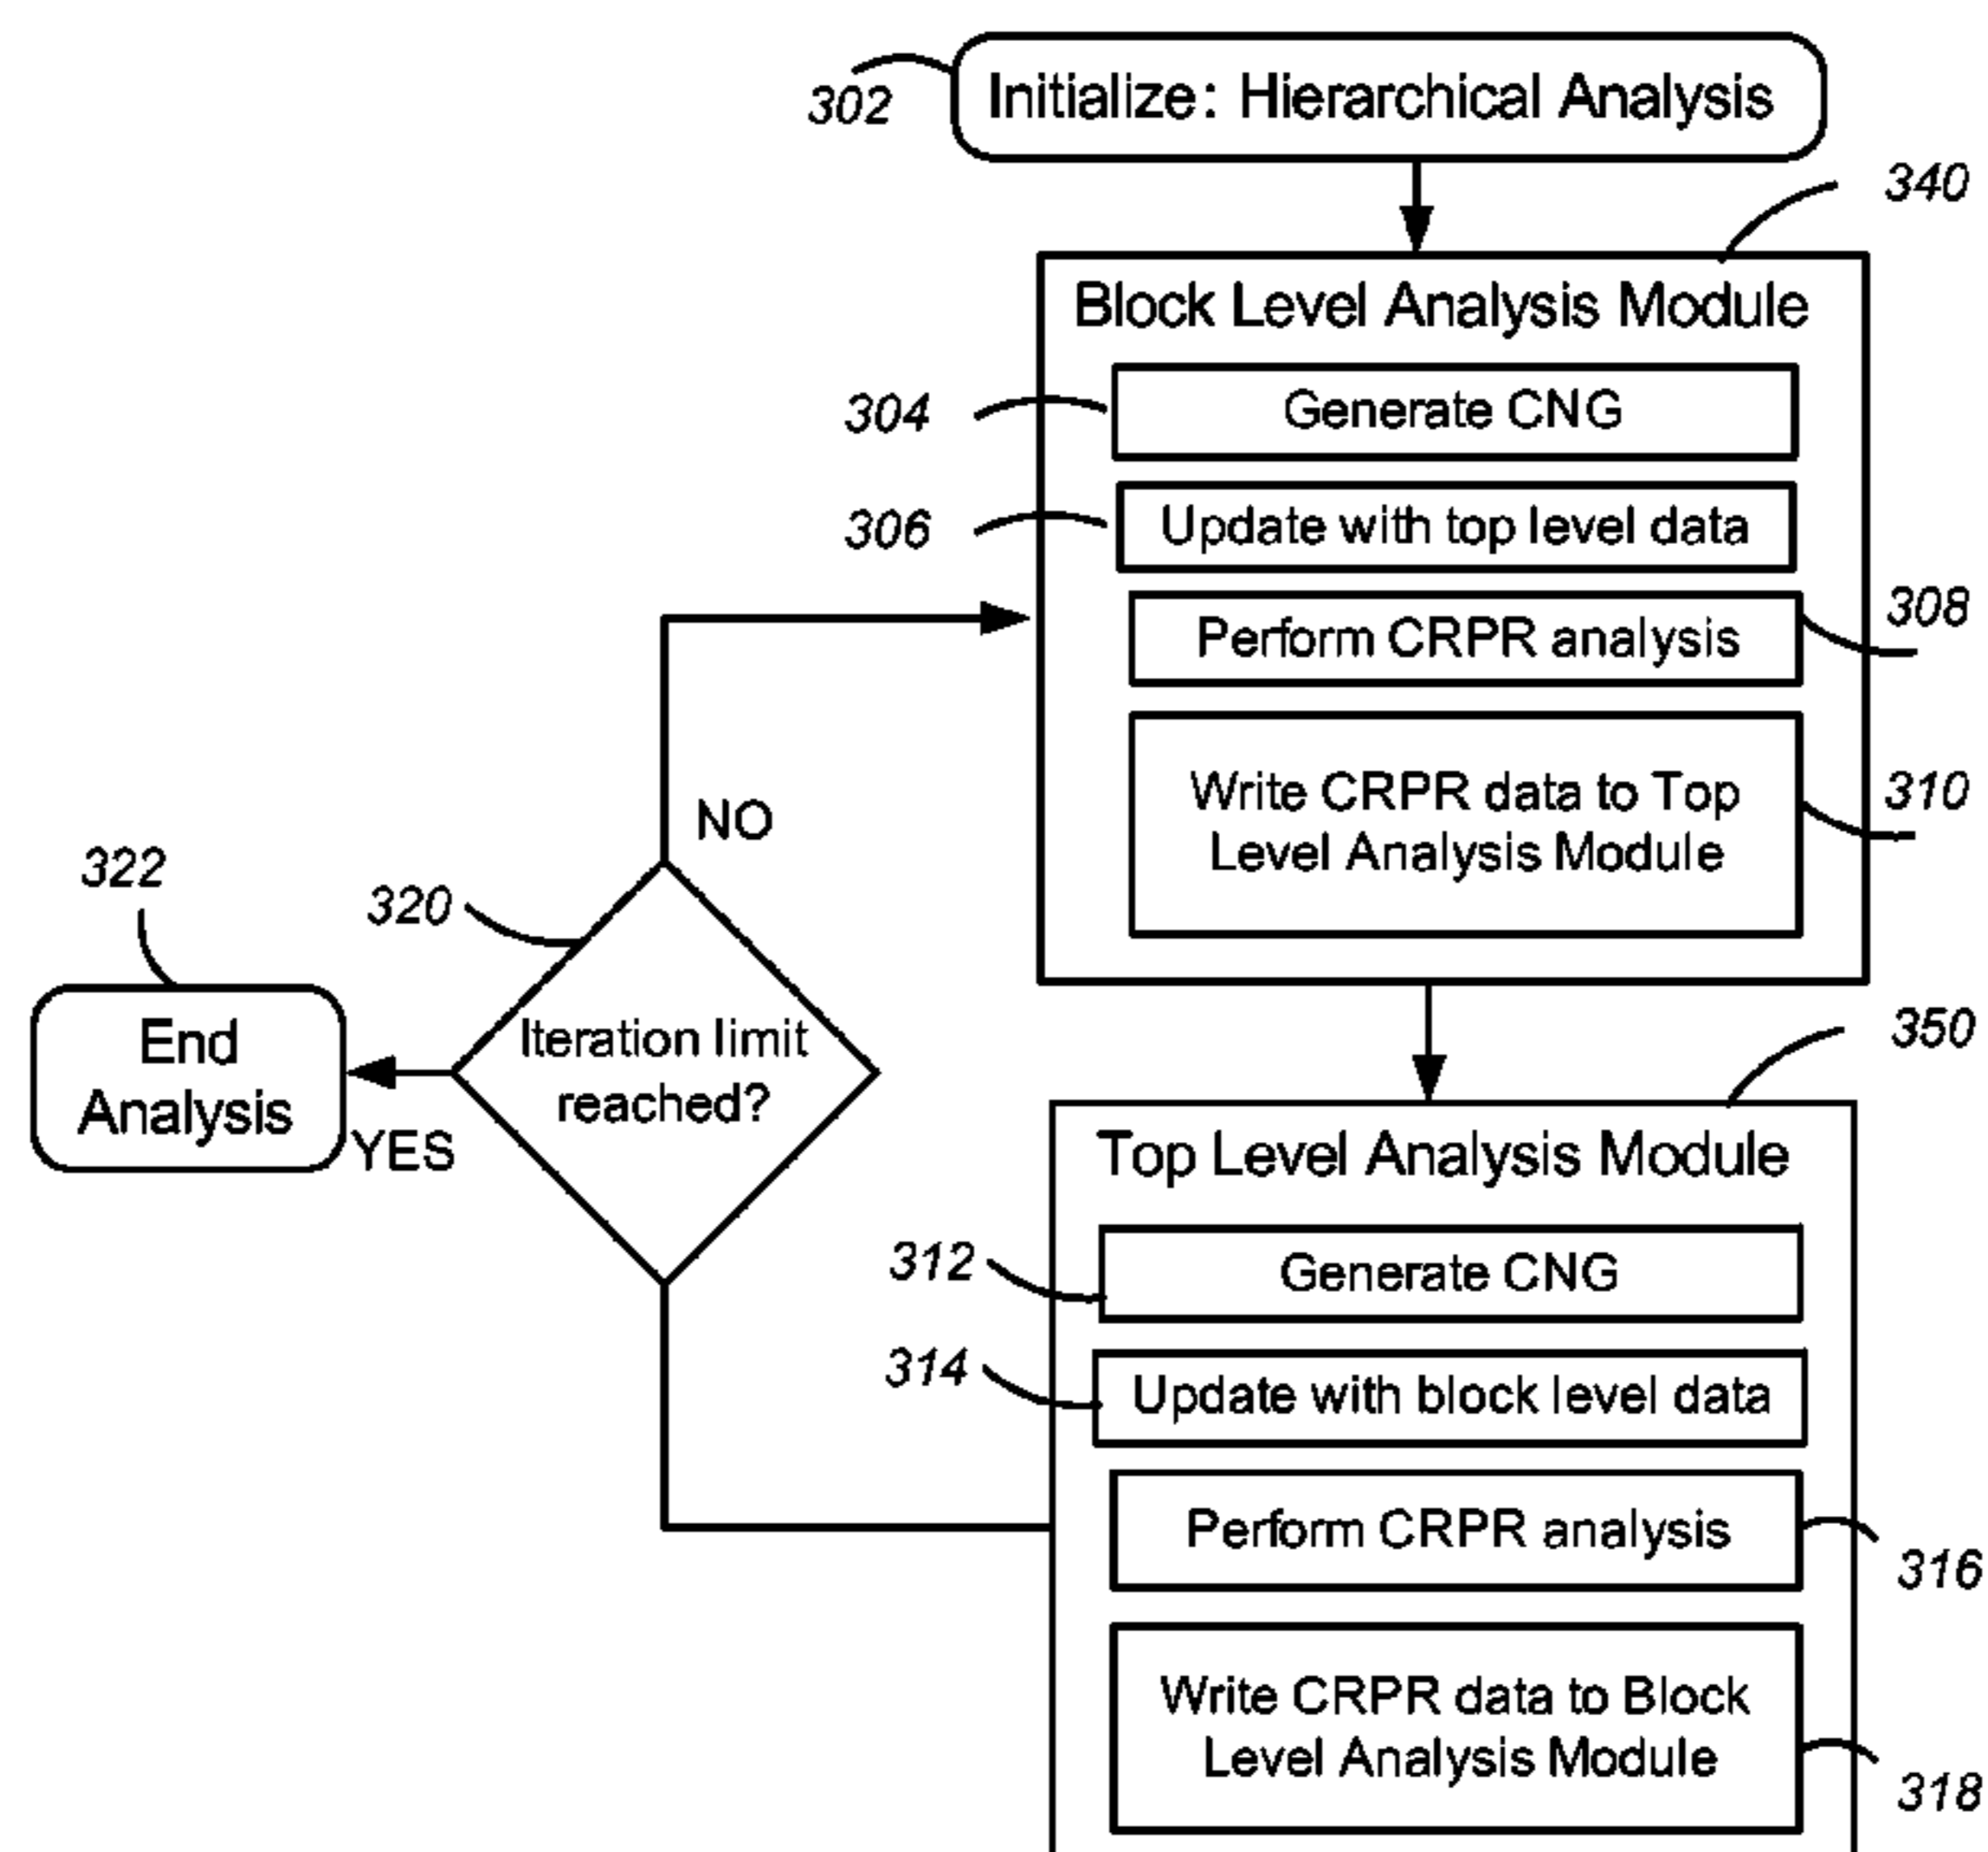 302
Initialize: Hierarchical Analysis
340
Block Level Analysis Module
304
Generate CNG
306
Update with top level data
308
Perform CRPR analysis
310
Write CRPR data to Top
Level Analysis Module
NO
322
320
End
Analysis
YES
Iteration limit
reached?
350
Top Level Analysis Module
312
Generate CNG
314
Update with block level data
Perform CRPR analysis
316
Write CRPR data to Block
Level Analysis Module
318